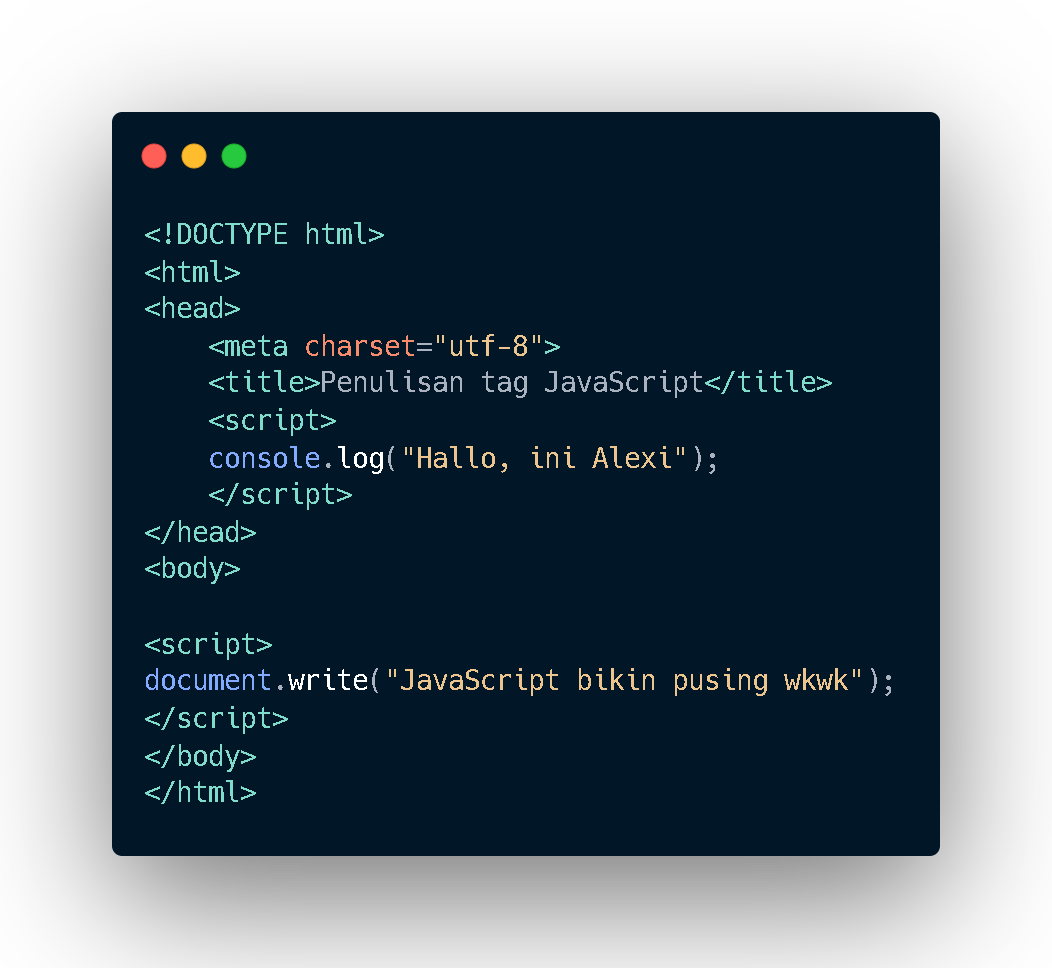 <!DOCTYPE html>
<html>
<head>
    <meta charset="utf-8">
    <title>Penulisan tag JavaScript</title>
    <script>
    console.log("Hallo, ini Alexi");
    </script>
</head>
<body>

<script>
document.write("JavaScript bikin pusing wkwk");
</script>
</body>
</html>